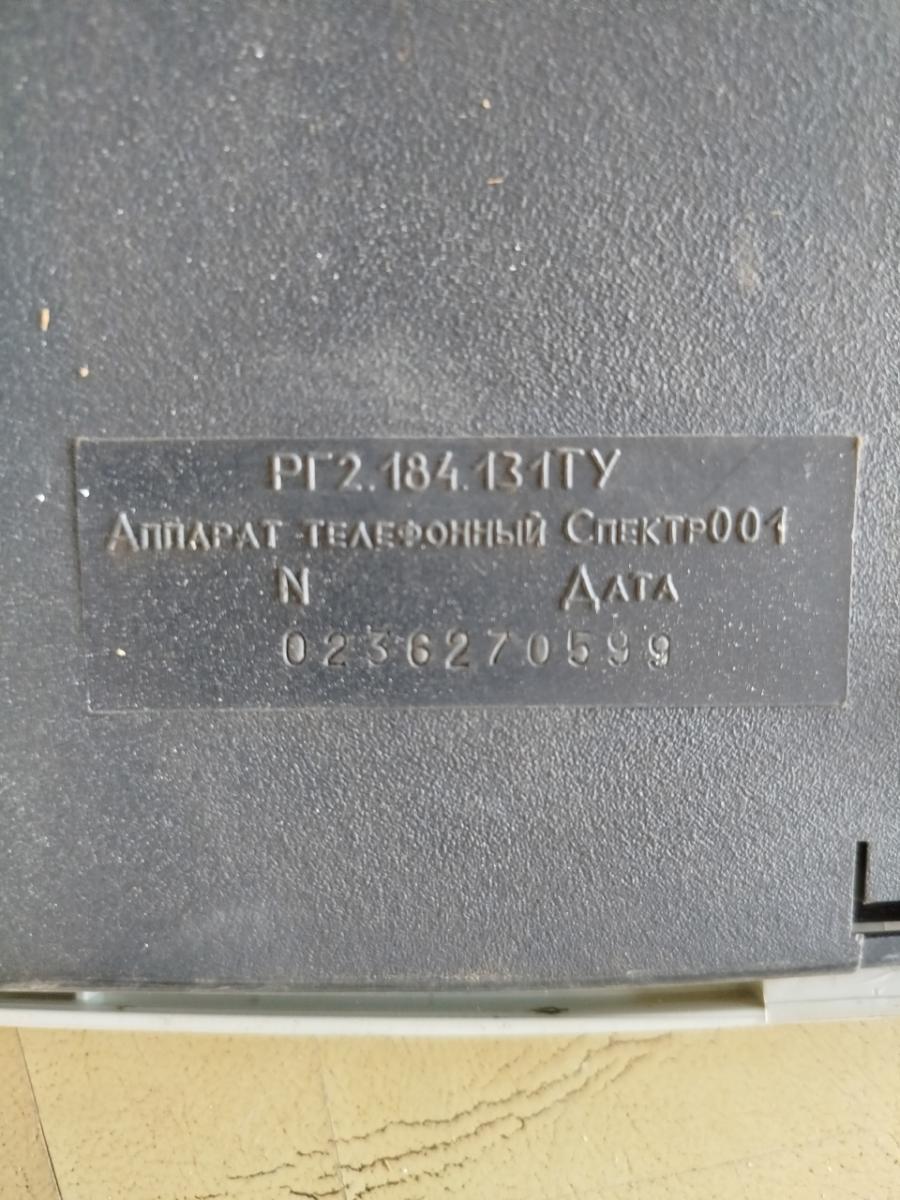 РГ2.184.131ТУ
Аппарат телефонный Спектр001
N Дата
0236270599